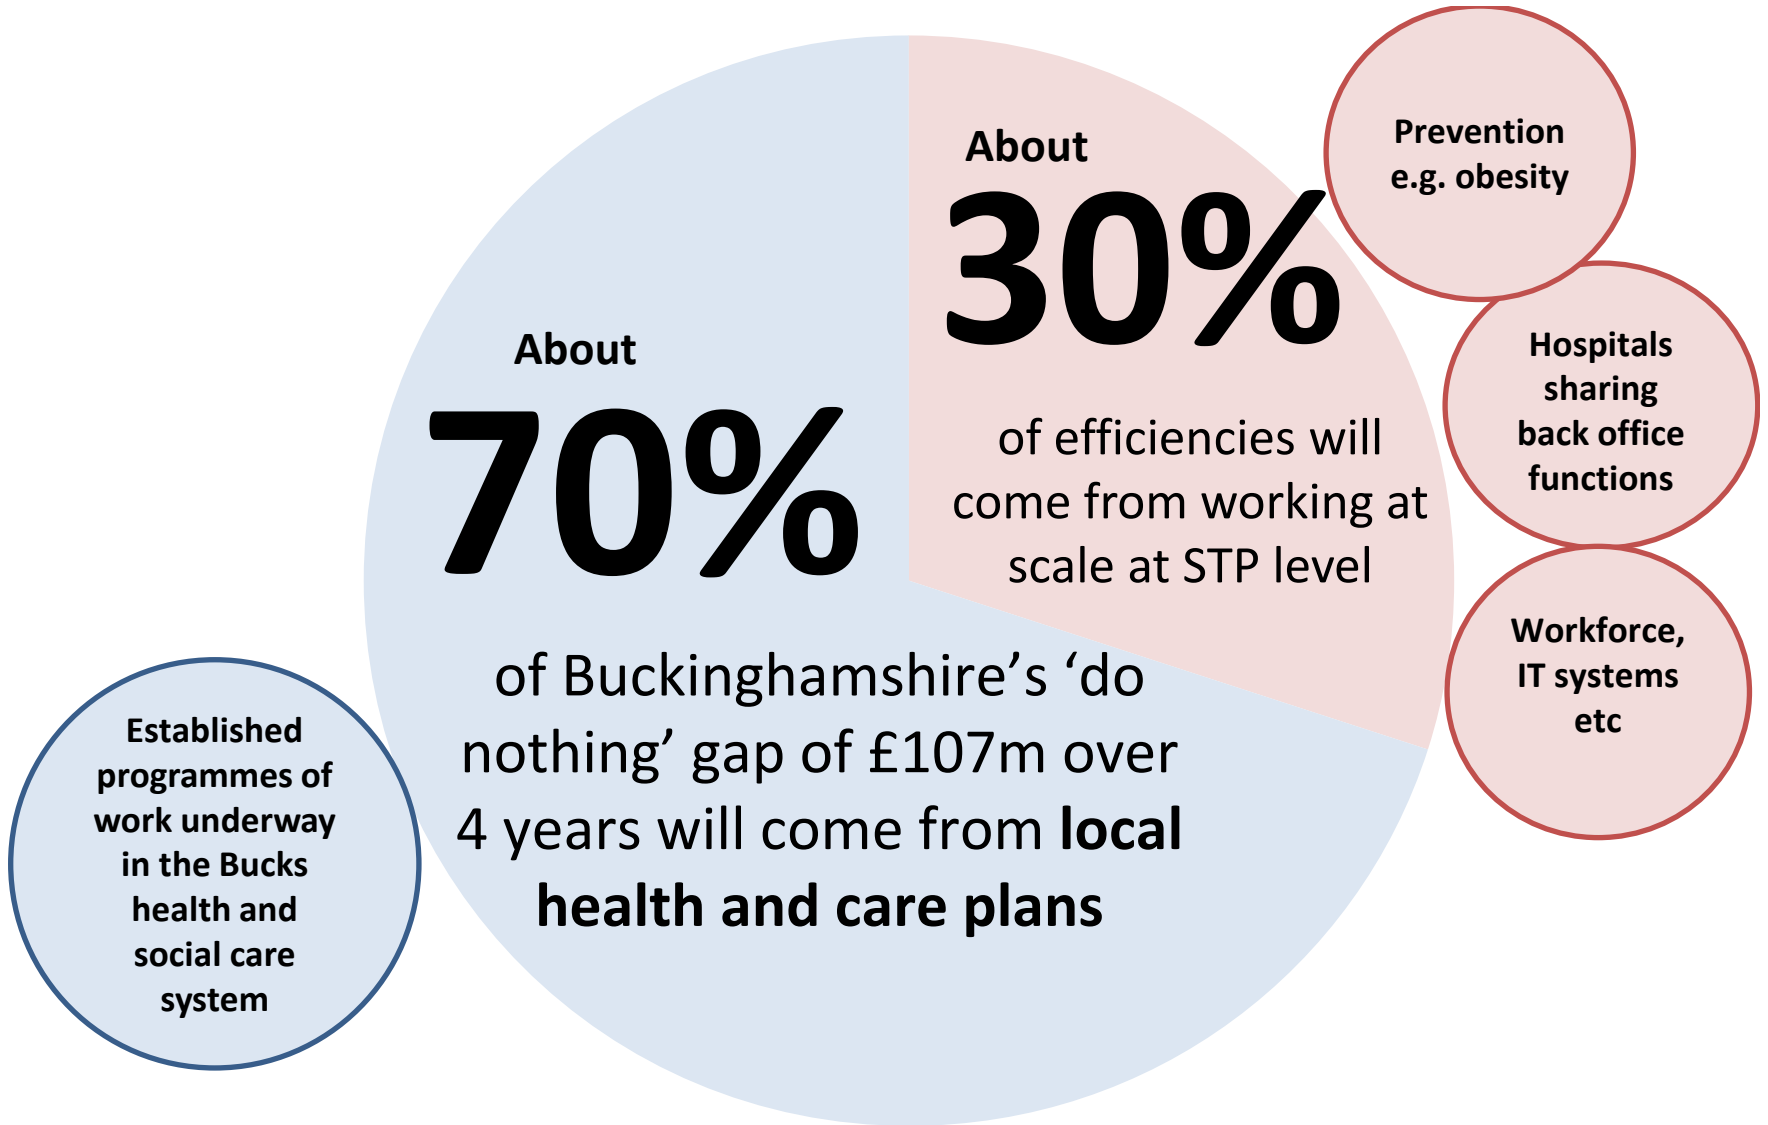 About
70%
of Buckinghamshire’s ‘do
nothing’ gap of £107m over
4 years will come from local
health and care plans
Established
programmes of
work underway
in the Bucks
health and
social care
system
About
30%
of efficiencies will
come from working at
scale at STP level
Prevention
e.g. obesity
Hospitals
sharing
back office
functions
Workforce,
IT systems
etc